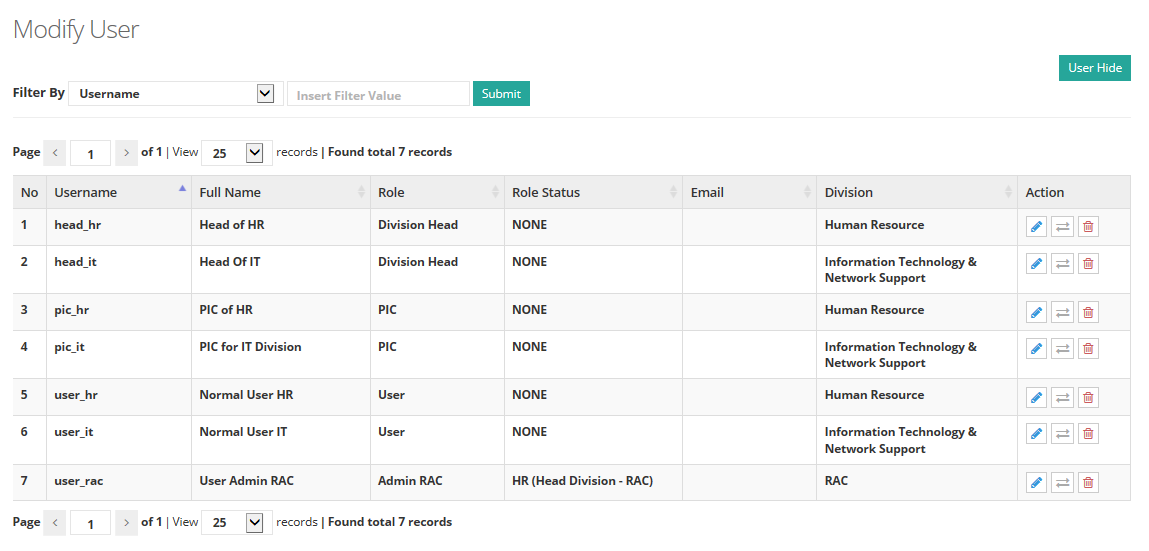 Modify User
User Hide
Filter By Username Insert Filter Value Submit
Page < 1 > of 1 | View 25 records | Found total 7 records
No Username Full Name Role Role Status Email Division Action
1 head_hr Head of HR Division Head NONE Human Resource
2 head_it Head Of IT Division Head NONE Information Technology &
Network Support
3 pic_hr PIC of HR PIC NONE Human Resource
4 pic_it PIC for IT Division PIC NONE Information Technology &
Network Support
5 user_hr Normal User HR User NONE Human Resource
6 user_it Normal User IT User NONE Information Technology &
Network Support
7 user_rac User Admin RAC Admin RAC HR (Head Division - RAC) RAC
Page < 1 > of 1 | View 25 records | Found total 7 records